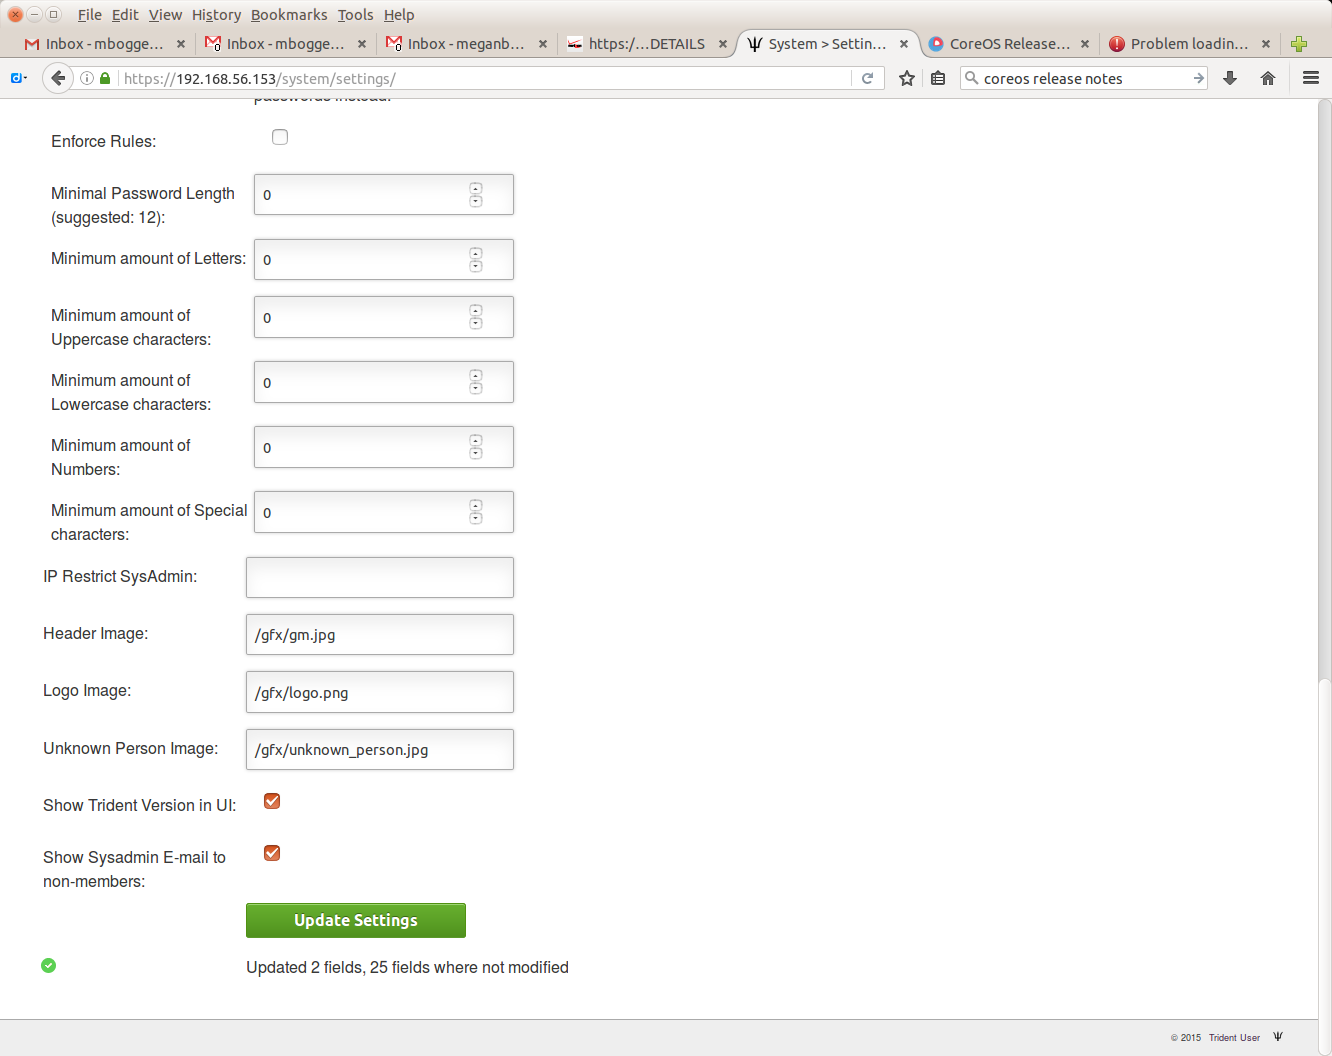 File Edit View History Bookmarks Tools Help
Inbox - mbogge... Inbox - mbogge... Inbox - meganb... https:/...DETAILS System > Settin... CoreOS Release... Problem loadin...
https://192.168.56.153/system/settings/ coreos release notes
passwords instead.
Enforce Rules:
Minimal Password Length
(suggested: 12):
0
Minimum amount of Letters:
0
Minimum amount of
Uppercase characters:
0
Minimum amount of
Lowercase characters:
0
Minimum amount of
Numbers:
0
Minimum amount of Special
characters:
0
IP Restrict SysAdmin:
Header Image:
/gfx/gm.jpg
Logo Image:
/gfx/logo.png
Unknown Person Image:
/gfx/unknown_person.jpg
Show Trident Version in UI:
Show Sysadmin E-mail to
non-members:
Update Settings
Updated 2 fields, 25 fields where not modified
© 2015 Trident User